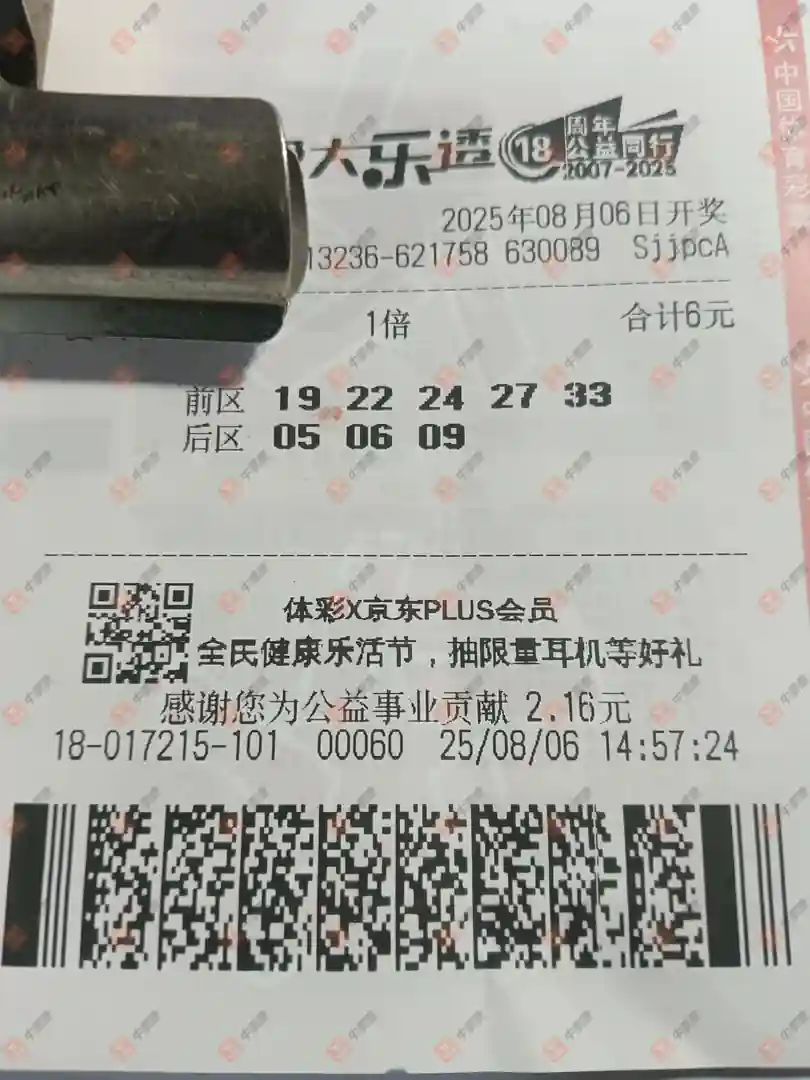 大乐透 18 周年 公益同行 2007-2025
2025年08月06日开奖
13236-621758 630089 SjjpcA
1倍 合计6元
前区 19 22 24 27 33
后区 05 06 09
体彩X京东PLUS会员
全民健康乐活节，抽限量耳机等好礼
感谢您为公益事业贡献 2.16元
18-017215-101 00060 25/08/06 14:57:24
中国体育彩